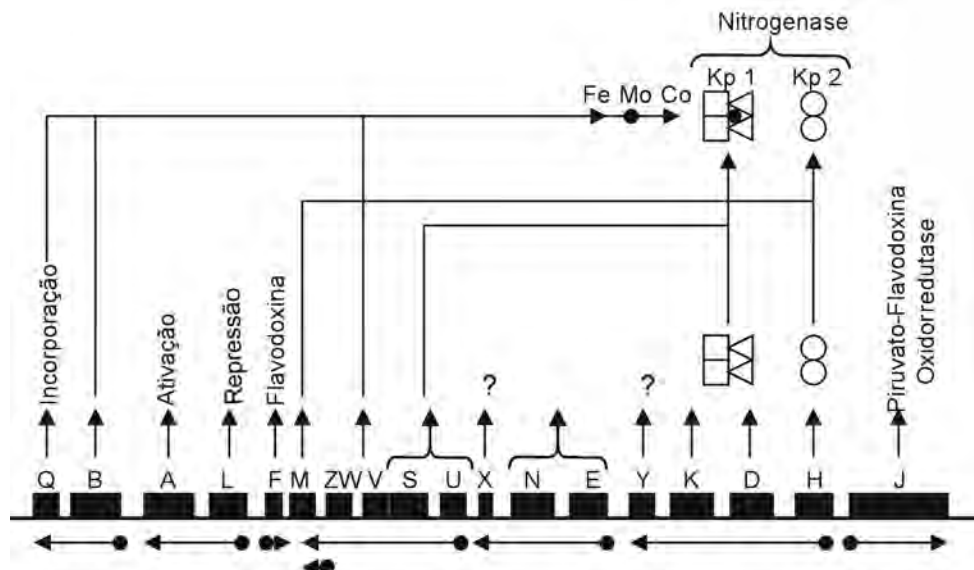 Nitrogenase
Kp 1 Kp 2
Fe Mo Co
Incorporação
Ativação
Repressão
Flavodoxina
? ?
Piruvato-Flavodoxina
Oxidorredutase
Q B A L F M ZW V S U X N E Y K D H J